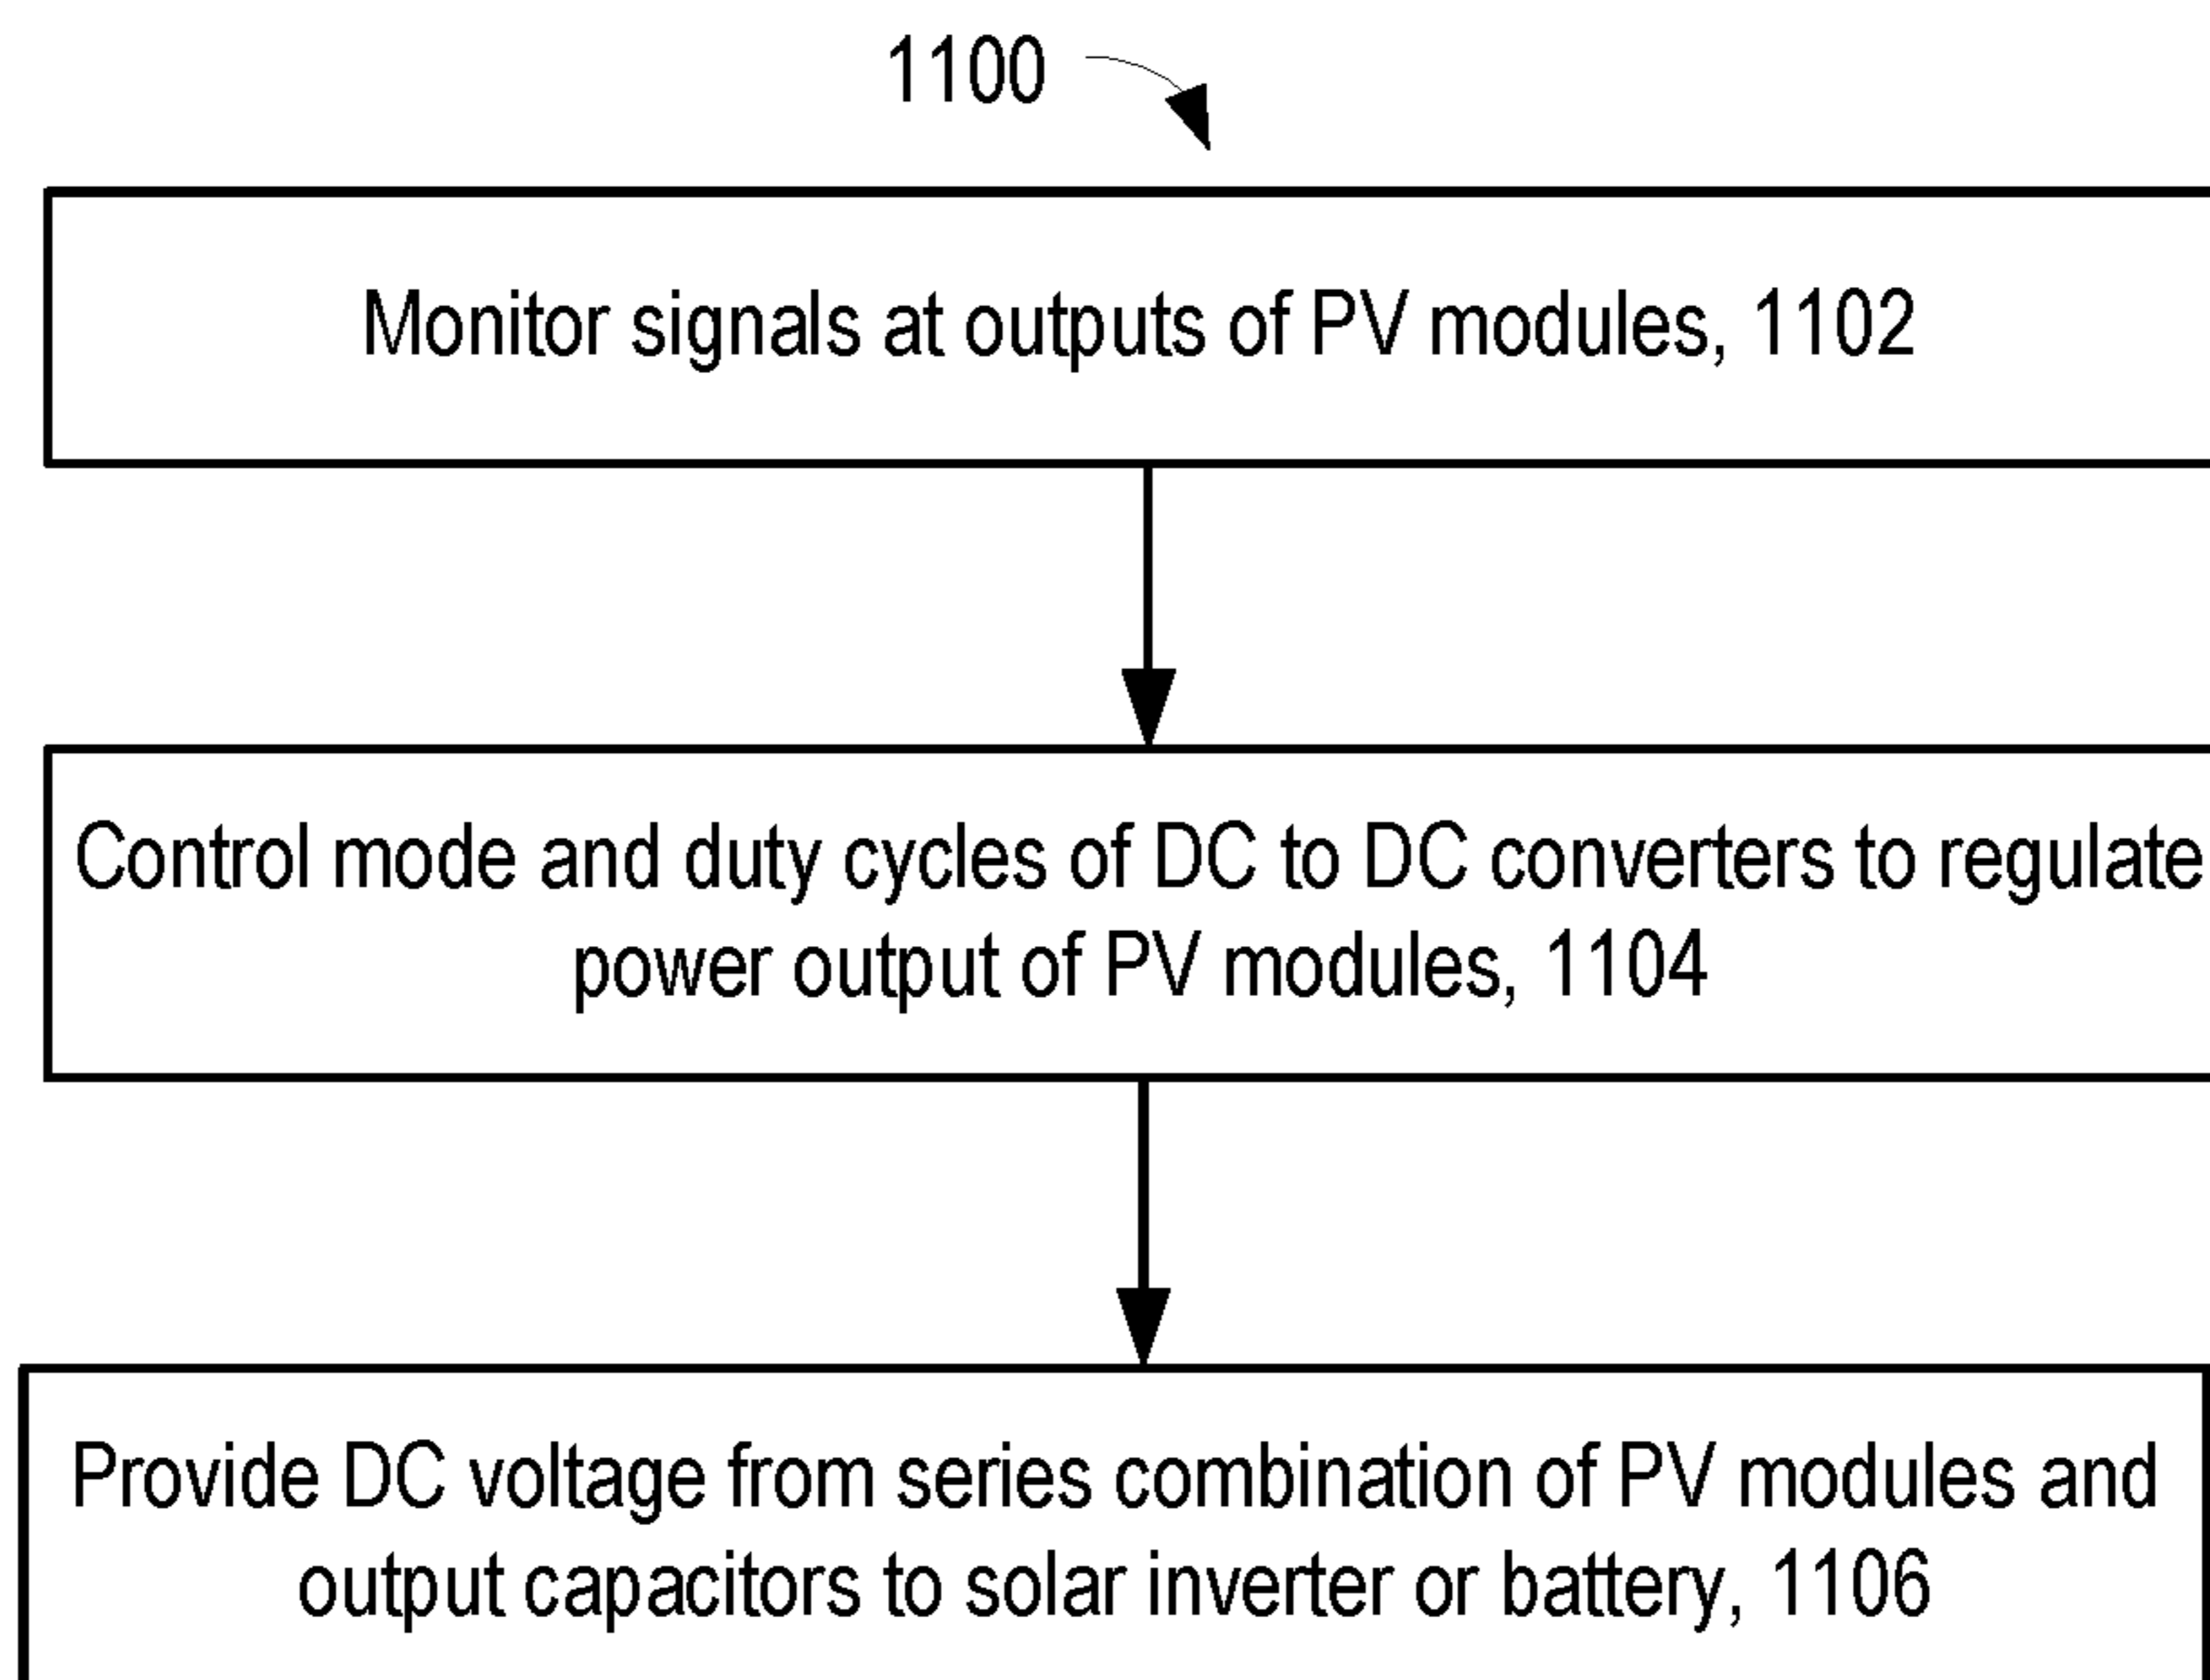 1100
Monitor signals at outputs of PV modules, 1102
Control mode and duty cycles of DC to DC converters to regulate
power output of PV modules, 1104
Provide DC voltage from series combination of PV modules and
output capacitors to solar inverter or battery, 1106